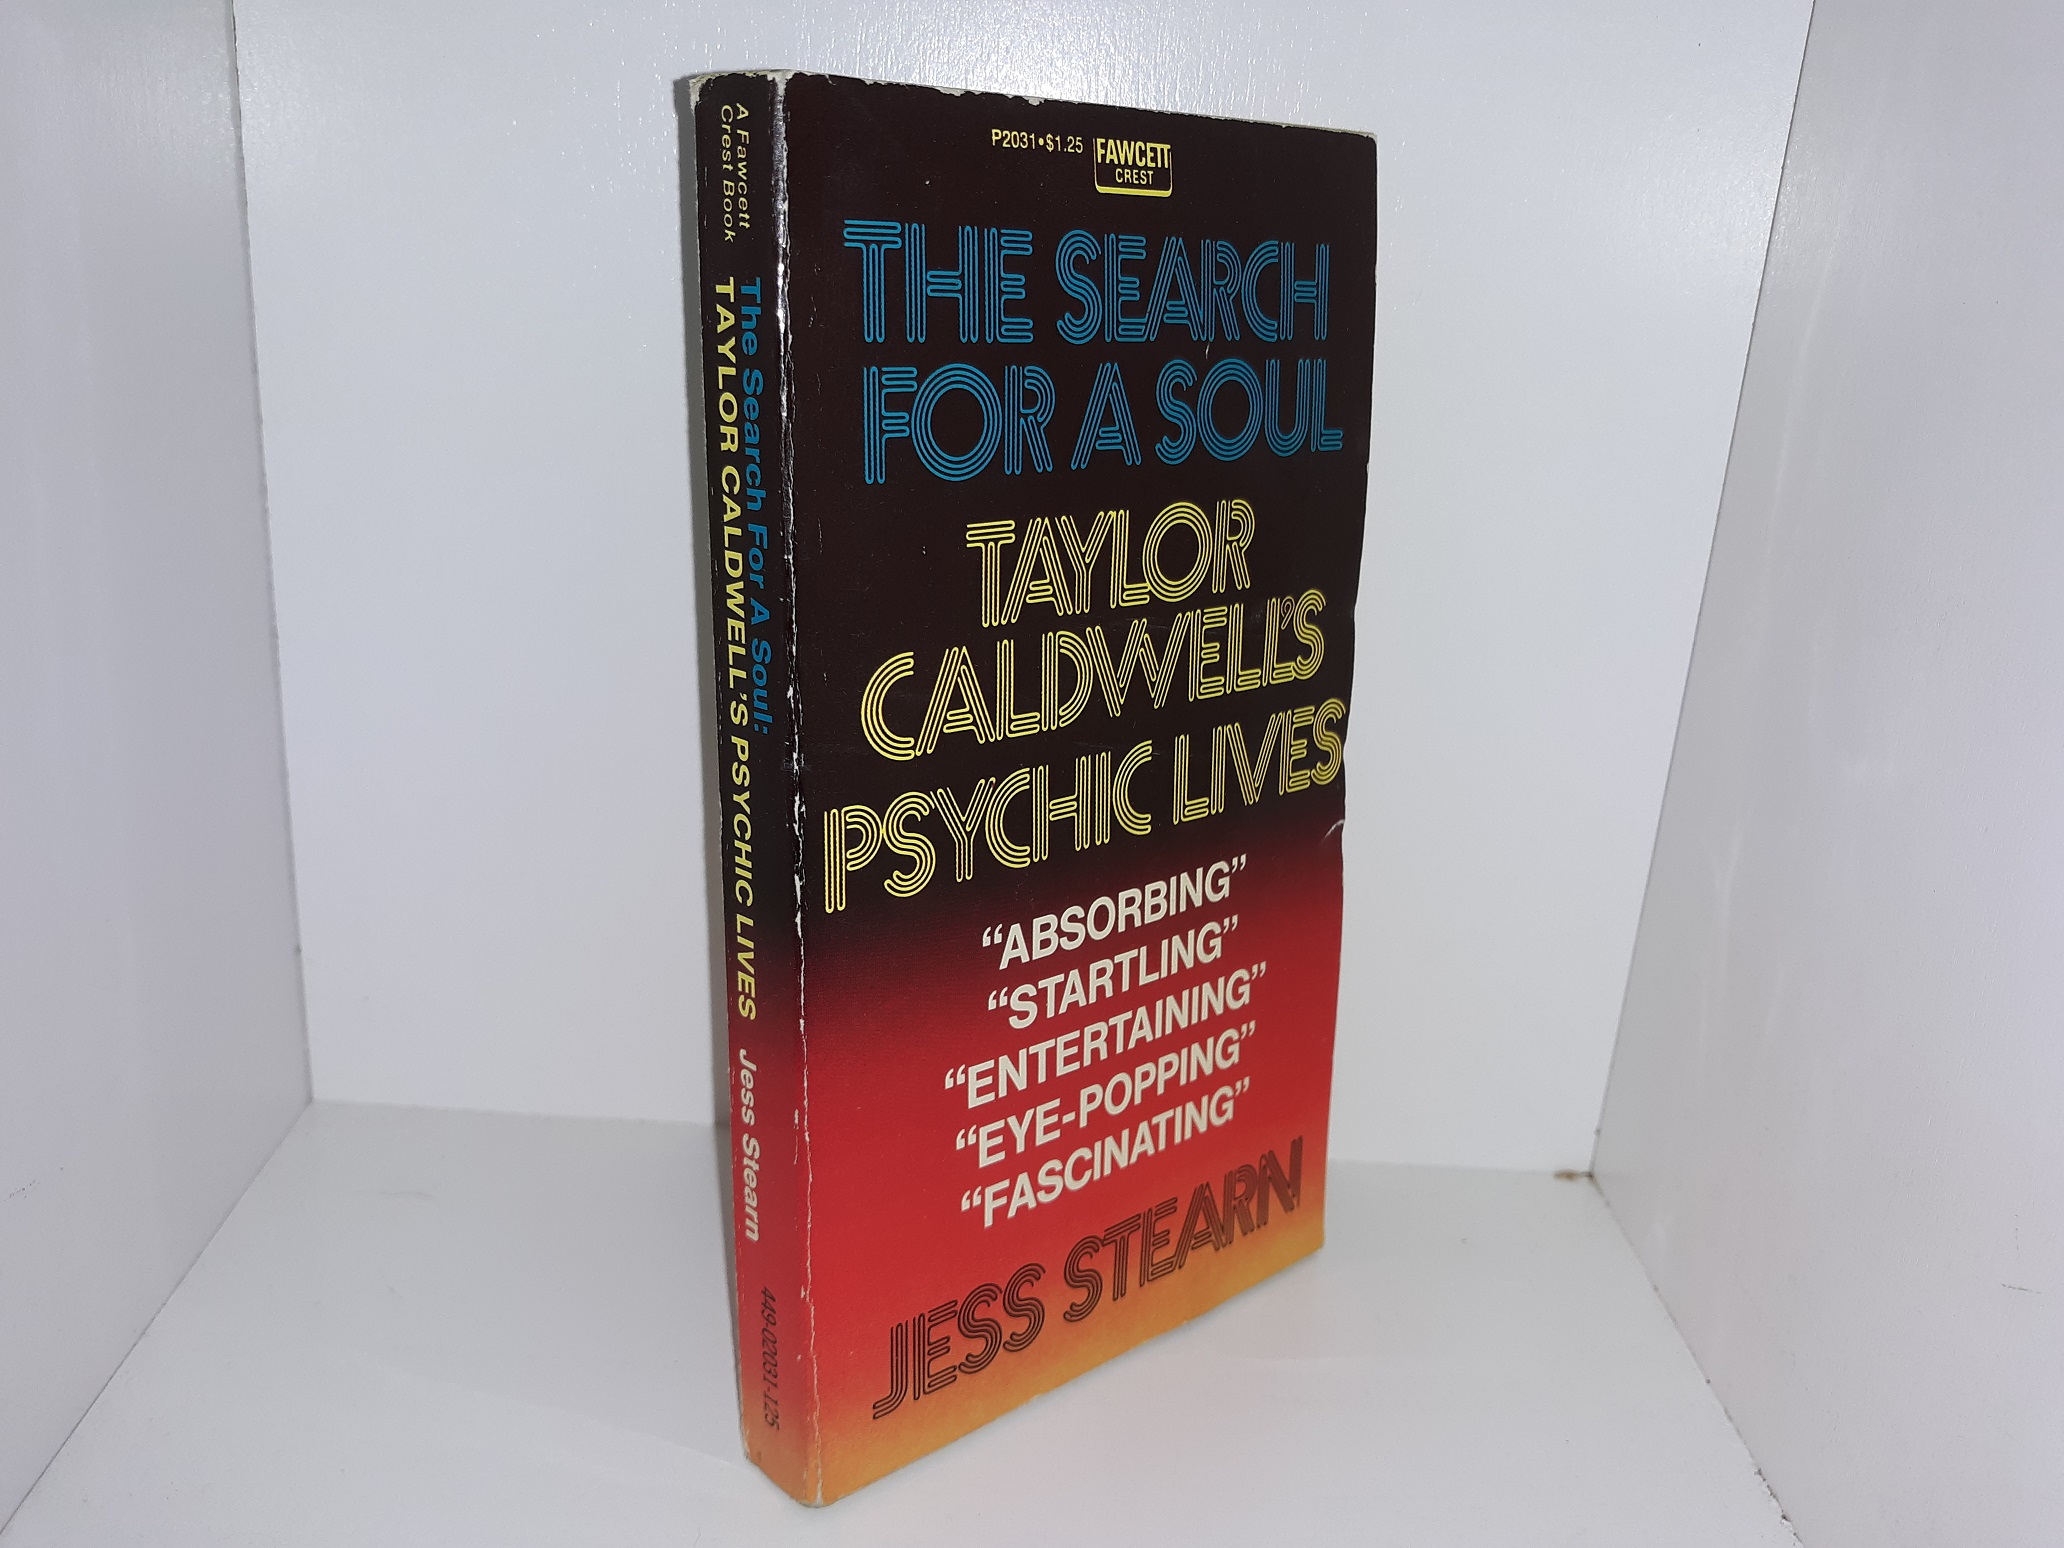 A Fawcett
Crest Book
The Search For A Soul:
TAYLOR CALDWELL'S PSYCHIC LIVES
Jess Stearn
449-02031-125
P2031•$1.25
FAWCETT
CREST
THE SEARCH
FOR A SOUL
TAYLOR
CALDWELL'S
PSYCHIC LIVES
“ABSORBING”
“STARTLING”
“ENTERTAINING”
“EYE-POPPING”
“FASCINATING”
JESS STEARN